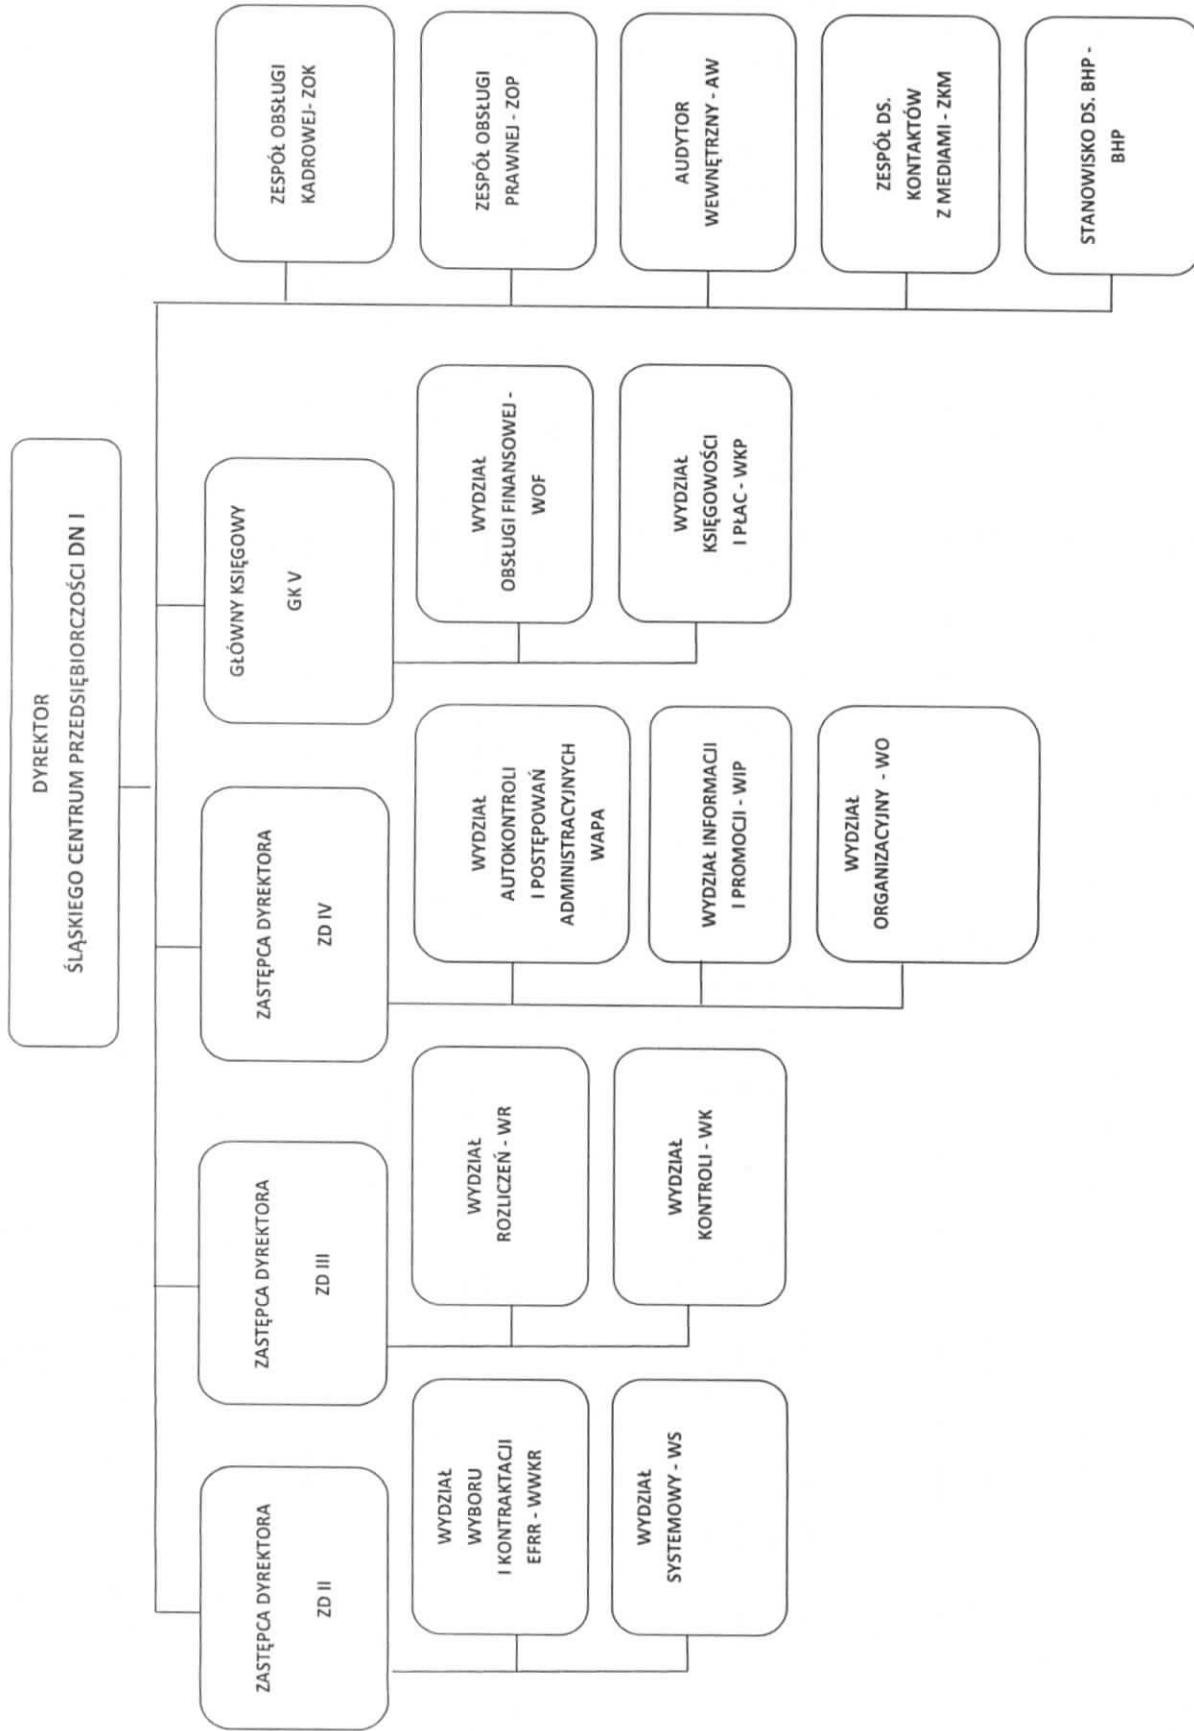 DYREKTOR
ŚLĄSKIEGO CENTRUM PRZEDSIĘBIORCZOŚCI DN I
ZASTĘPCA DYREKTORA
ZD II
WYDZIAŁ
WYBORU
I KONTRAKTACJI
EFRR - WWKR
WYDZIAŁ
SYSTEMOWY - WS
ZASTĘPCA DYREKTORA
ZD III
WYDZIAŁ
ROZLICZEŃ - WR
WYDZIAŁ
KONTROLI - WK
ZASTĘPCA DYREKTORA
ZD IV
WYDZIAŁ
AUTOKONTROLI
I POSTĘPOWAŃ
ADMINISTRACYJNYCH
WAPA
WYDZIAŁ INFORMACJI
I PROMOCJI - WIP
WYDZIAŁ
ORGANIZACYJNY - WO
GŁÓWNY KSIĘGOWY
GK V
WYDZIAŁ
OBSŁUGI FINANSOWEJ -
WOF
WYDZIAŁ
KSIĘGOWOŚCI
I PŁAC - WKP
ZESPÓŁ OBSŁUGI
KADROWEJ- ZOK
ZESPÓŁ OBSŁUGI
PRAWNEJ - ZOP
AUDYTOR
WEWNĘTRZNY - AW
ZESPÓŁ DS.
KONTAKTÓW
Z MEDIAMI - ZKM
STANOWISKO DS. BHP -
BHP